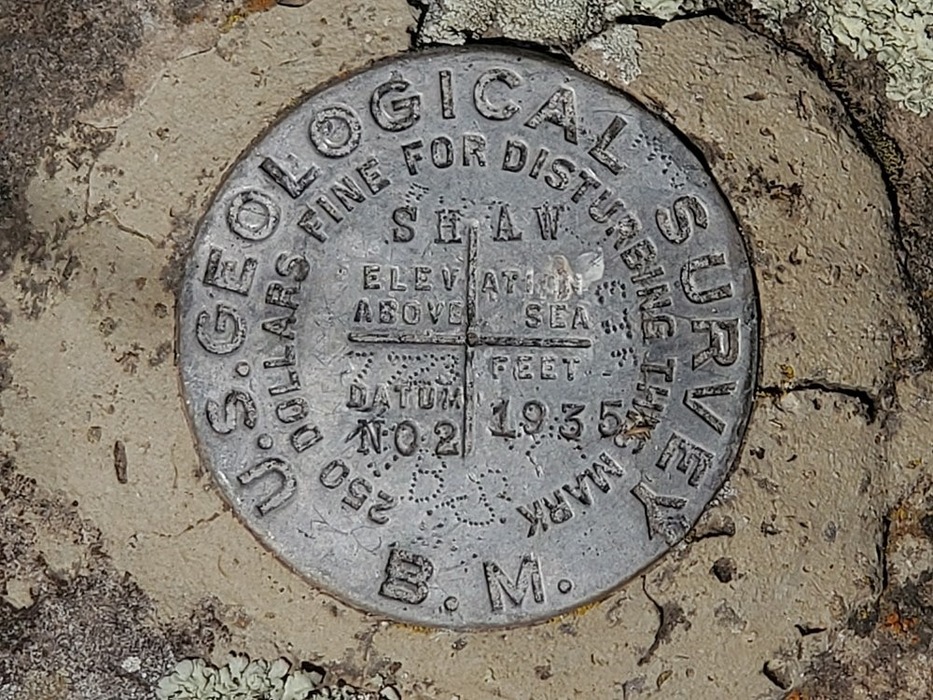 U.S. GEOLOGICAL SURVEY
250 DOLLARS FINE FOR DISTURBING THIS MARK
SHAW
ELEVATION
ABOVE SEA
FEET
DATUM
NO 2 1935
B.M.